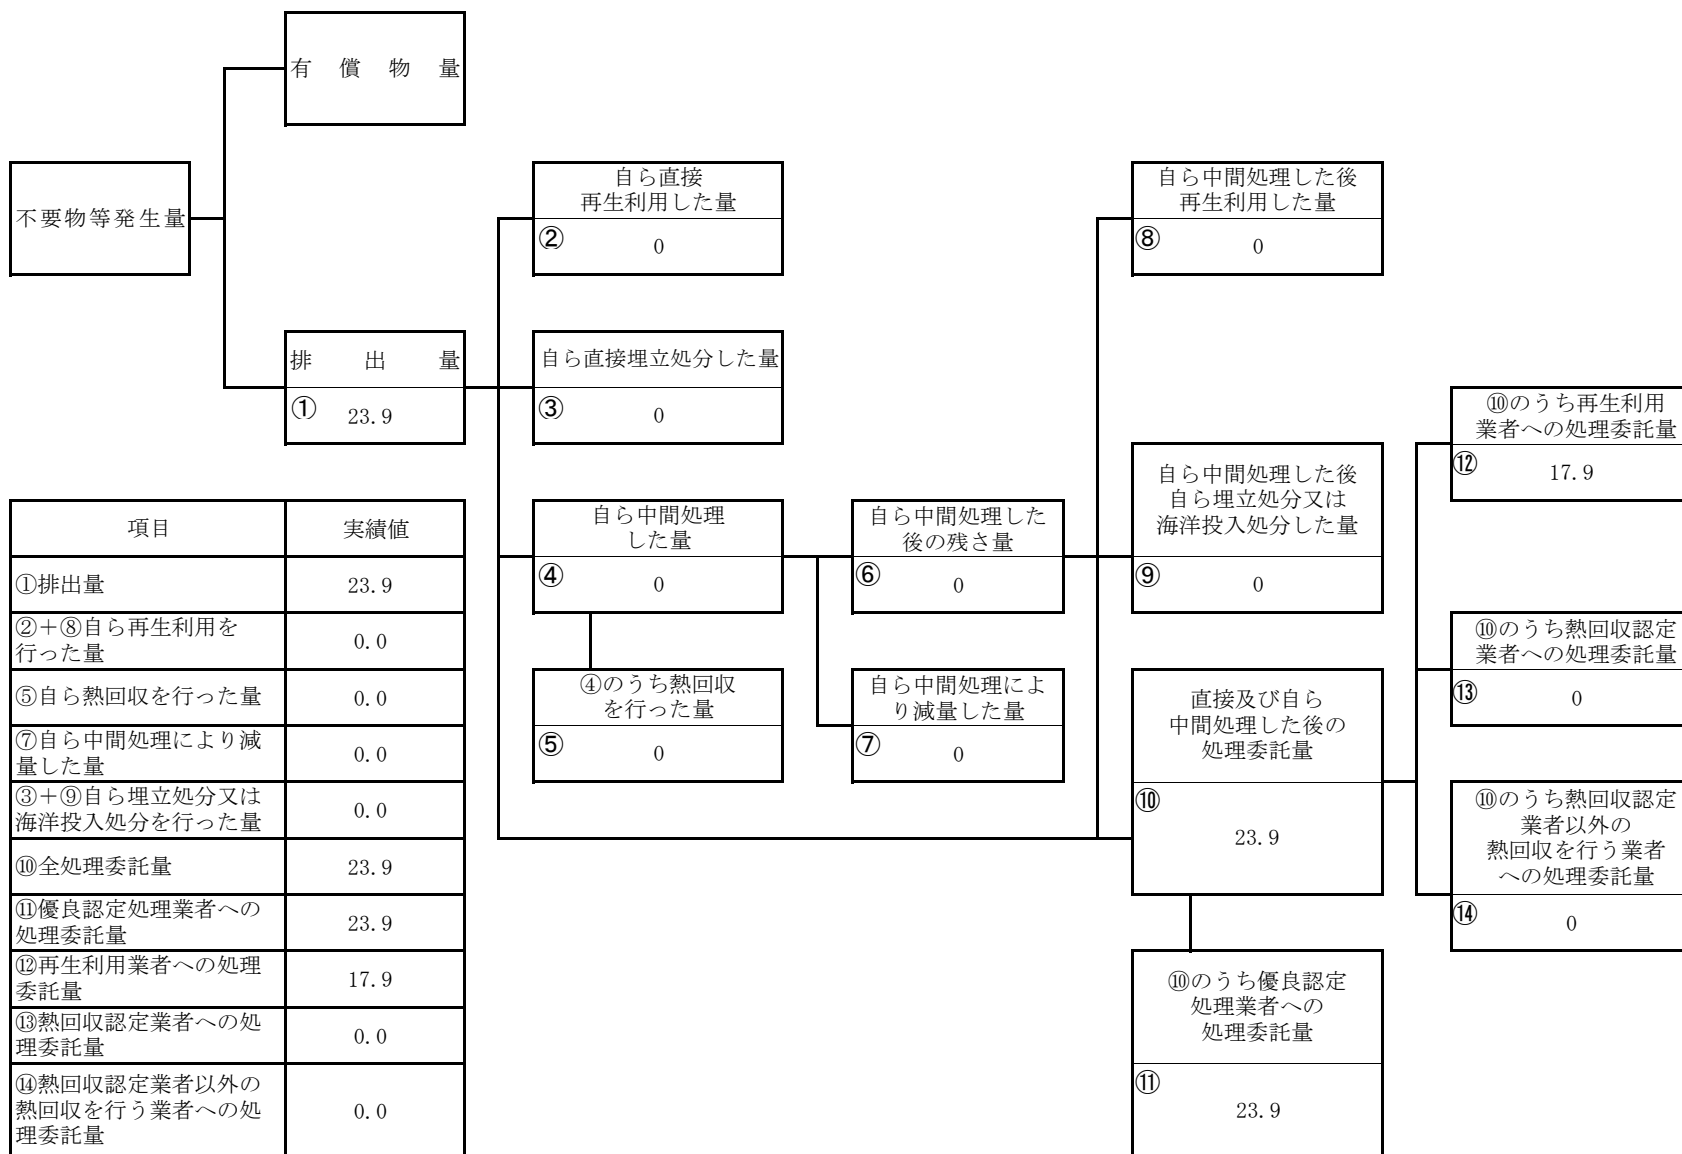 有償物量
不要物等発生量
排出量
① 23.9
自ら直接
再生利用した量
② 0
自ら直接埋立処分した量
③ 0
自ら中間処理
した量
④ 0
④のうち熱回収
を行った量
⑤ 0
自ら中間処理した
後の残さ量
⑥ 0
自ら中間処理によ
り減量した量
⑦ 0
自ら中間処理した後
再生利用した量
⑧ 0
自ら中間処理した後
自ら埋立処分又は
海洋投入処分した量
⑨ 0
直接及び自ら
中間処理した後の
処理委託量
⑩
23.9
⑩のうち優良認定
処理業者への
処理委託量
⑪
23.9
⑩のうち再生利用
業者への処理委託量
⑫ 17.9
⑩のうち熱回収認定
業者への処理委託量
⑬ 0
⑩のうち熱回収認定
業者以外の
熱回収を行う業者
への処理委託量
⑭ 0
項目 実績値
①排出量 23.9
②+⑧自ら再生利用を
行った量 0.0
⑤自ら熱回収を行った量 0.0
⑦自ら中間処理により減
量した量 0.0
③+⑨自ら埋立処分又は
海洋投入処分を行った量 0.0
⑩全処理委託量 23.9
⑪優良認定処理業者への
処理委託量 23.9
⑫再生利用業者への処理
委託量 17.9
⑬熱回収認定業者への処
理委託量 0.0
⑭熱回収認定業者以外の
熱回収を行う業者への処
理委託量 0.0